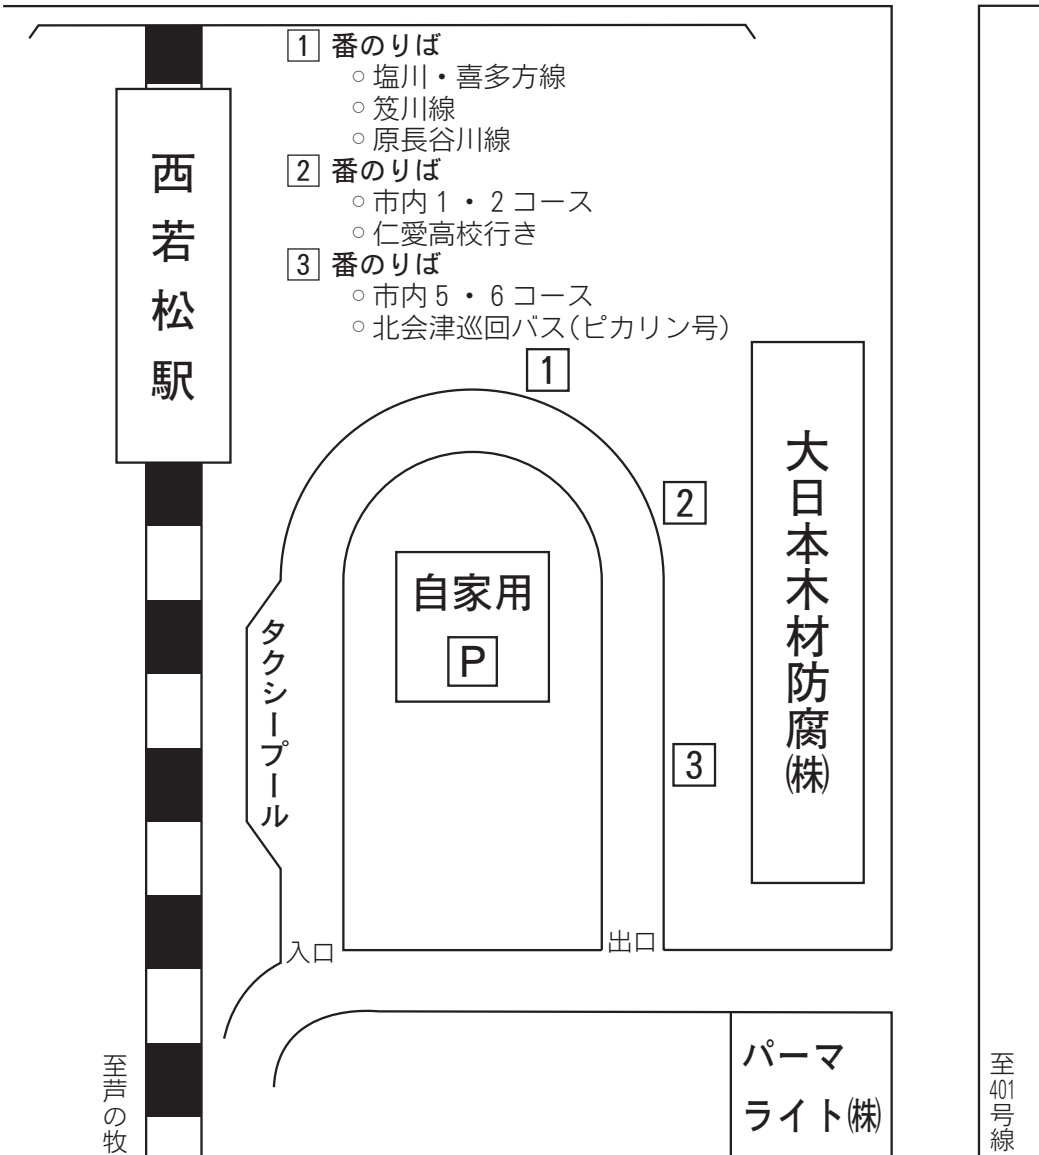 1 番のりば
○塩川・喜多方線
○笈川線
○原長谷川線
2 番のりば
○市内1・2コース
○仁愛高校行き
3 番のりば
○市内5・6コース
○北会津巡回バス(ピカリン号)
西若松駅
1
2
3
大日本木材防腐㈱
自家用
P
タクシープール
入口
出口
パーマ
ライト㈱
至芦の牧
至401号線